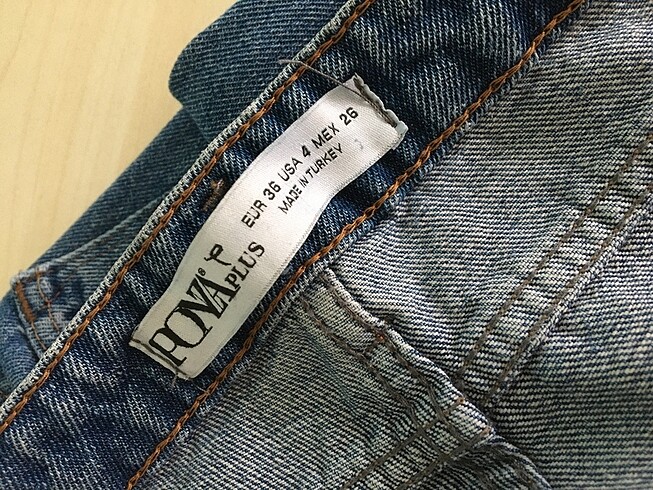 PONZA® PLUS
EUR 36 USA 4 MEX 26
MADE IN TURKEY